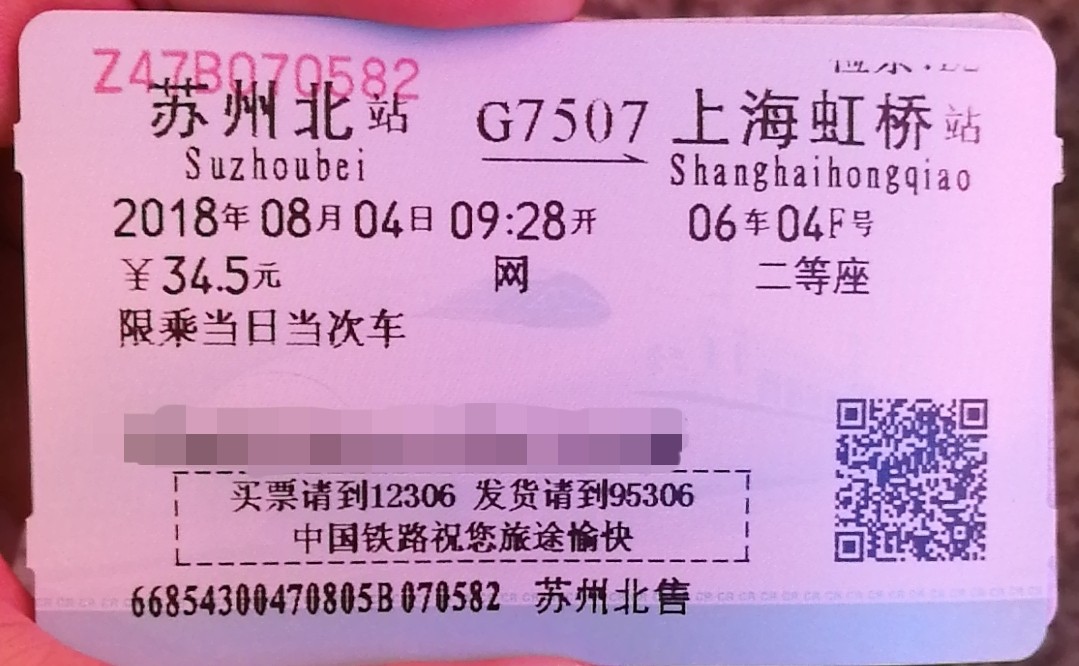 Z47B070582
苏州北站 G7507 上海虹桥站
Suzhoubei Shanghaihongqiao
2018年08月04日 09:28开 06车04F号
¥34.5元 网 二等座
限乘当日当次车
买票请到12306 发货请到95306
中国铁路祝您旅途愉快
66854300470805B070582 苏州北售